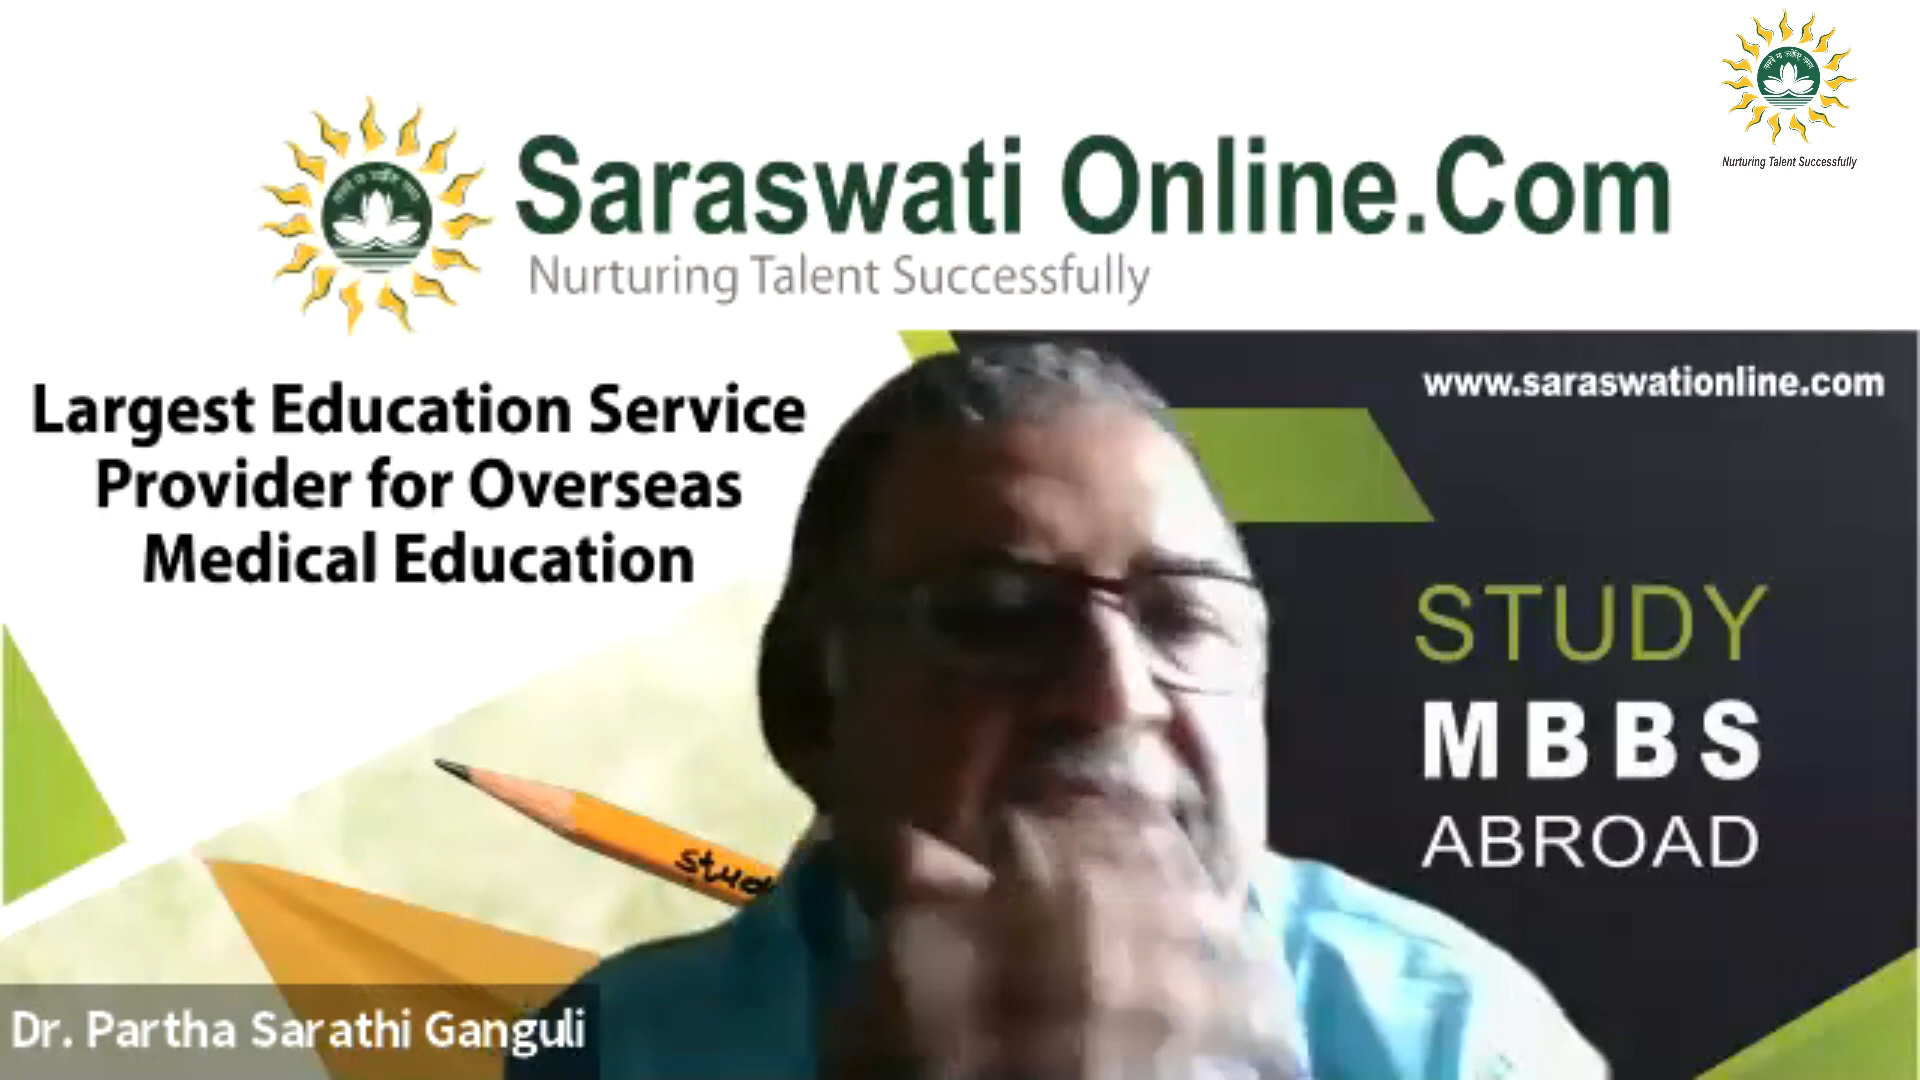 Saraswati Online.Com
Nurturing Talent Successfully
Nurturing Talent Successfully
Largest Education Service
Provider for Overseas
Medical Education
www.saraswationline.com
STUDY
MBBS
ABROAD
Dr. Partha Sarathi Ganguli